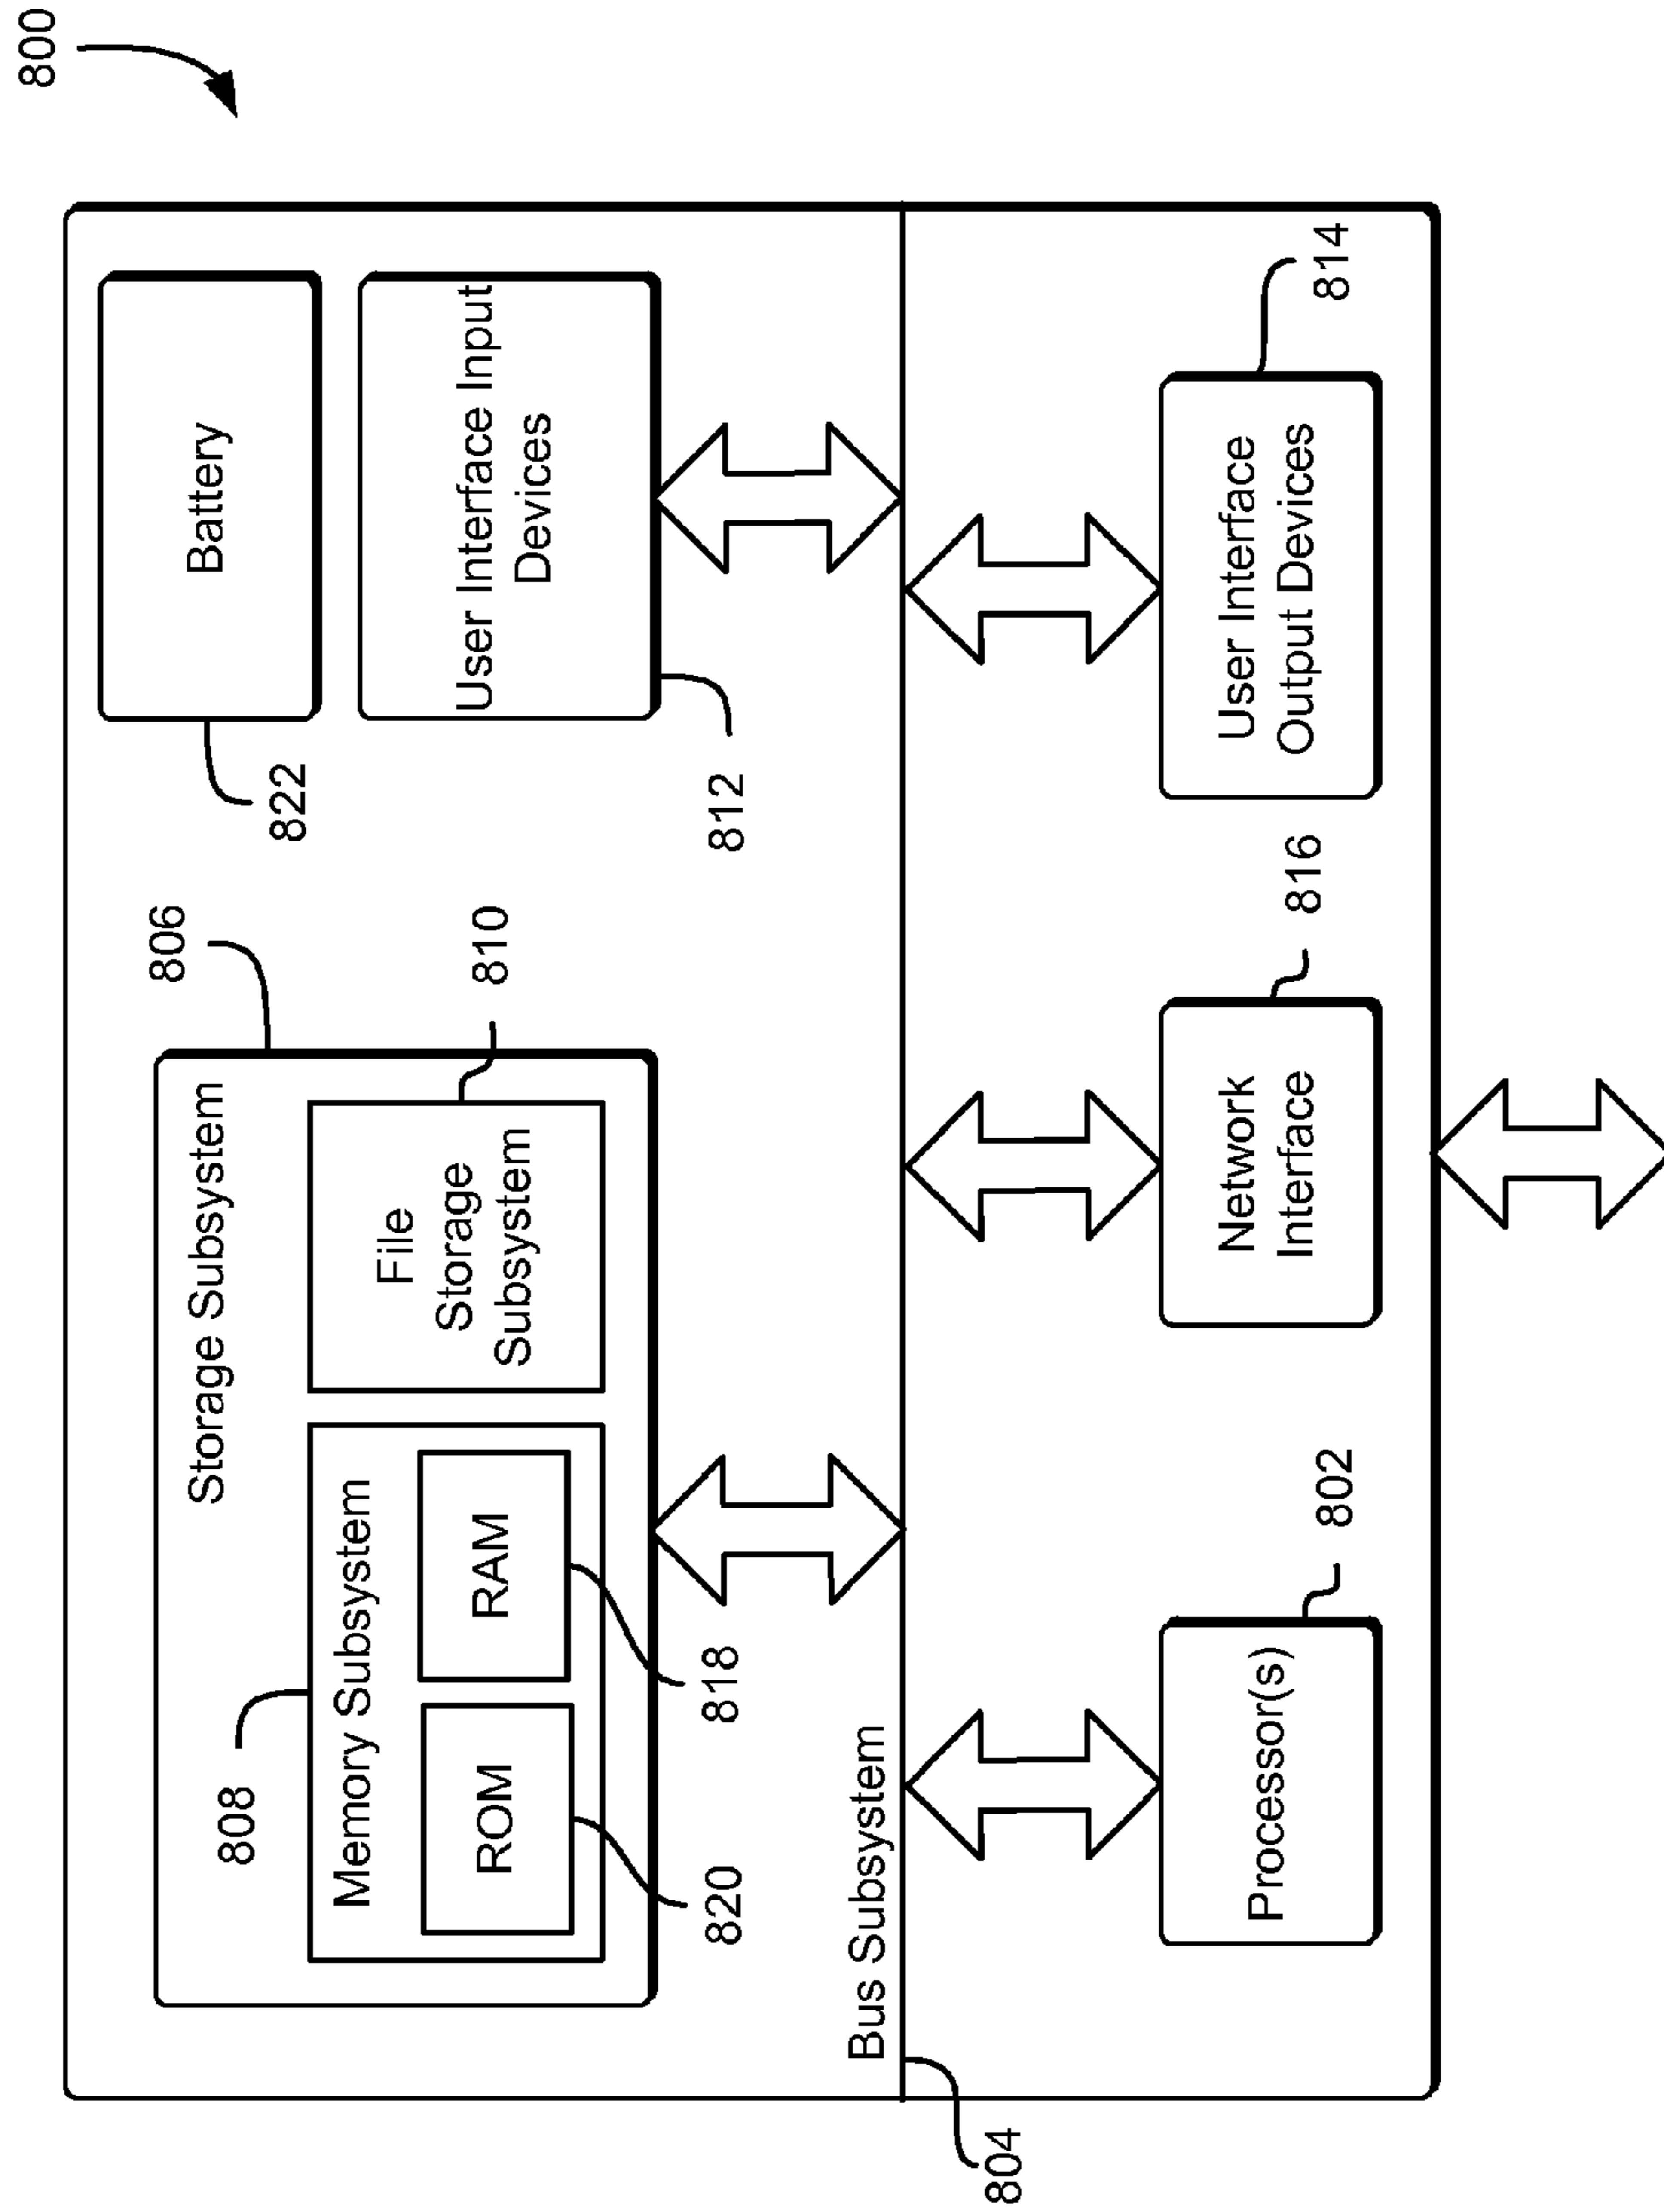 800
806
Storage Subsystem
822
Battery
808
Memory Subsystem
File
Storage
Subsystem
810
ROM
RAM
User Interface Input
Devices
820
818
812
Bus Subsystem
804
Processor(s)
802
Network
Interface
816
User Interface
Output Devices
814